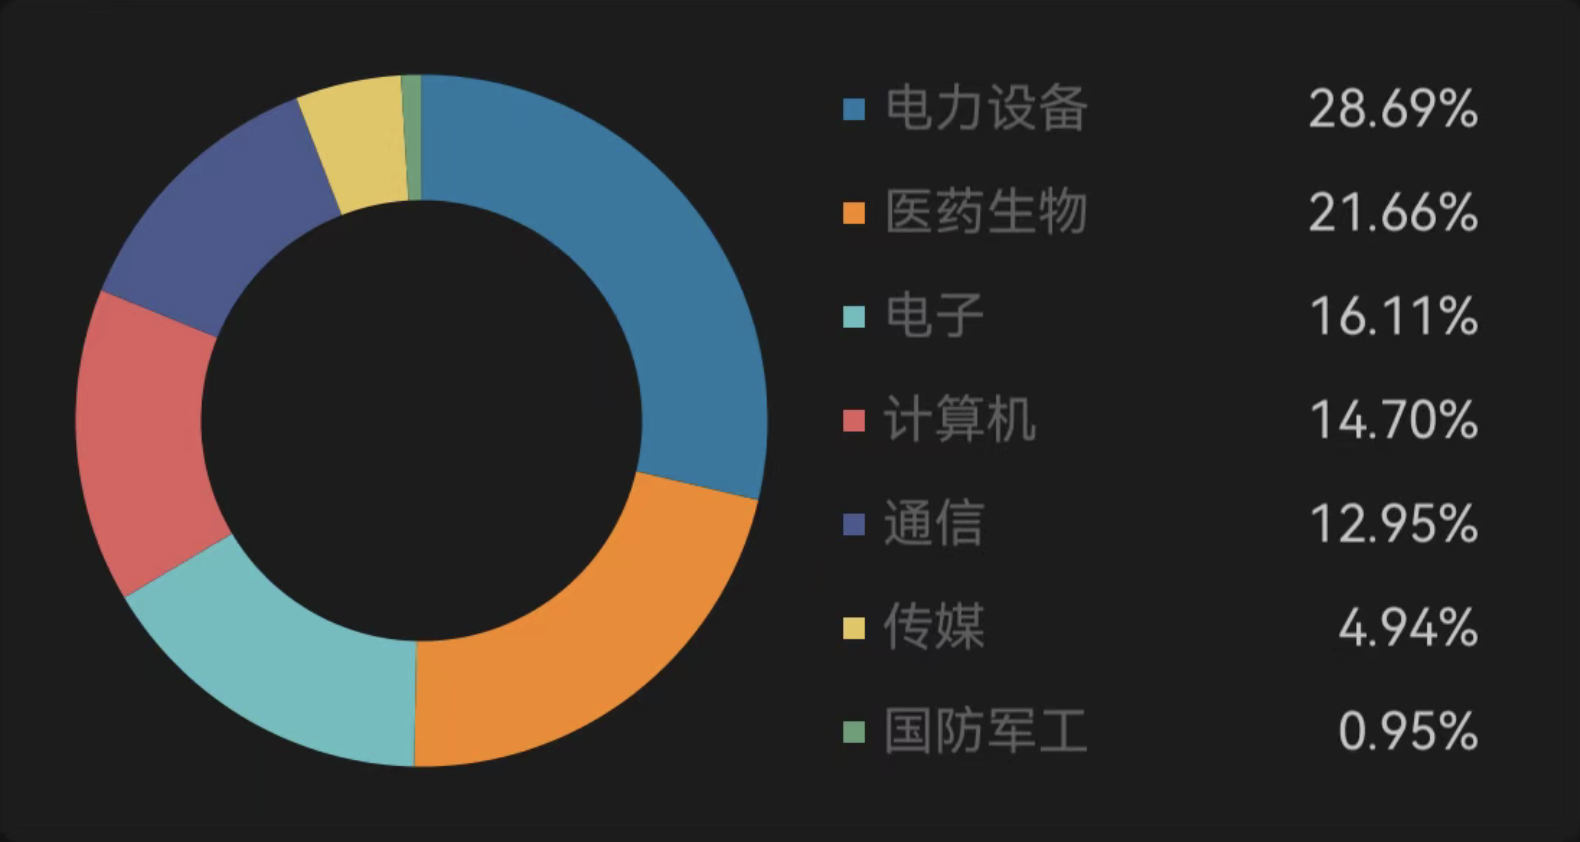 电力设备 28.69%
医药生物 21.66%
电子 16.11%
计算机 14.70%
通信 12.95%
传媒 4.94%
国防军工 0.95%